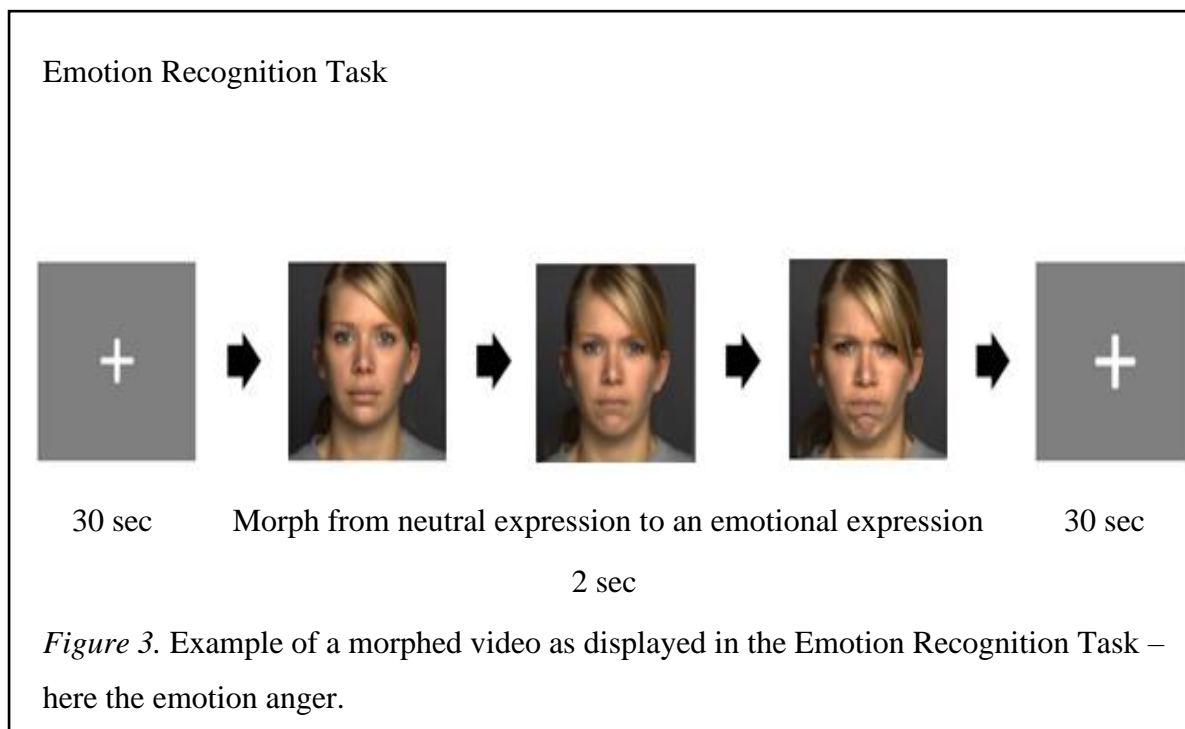 Emotion Recognition Task
30 sec Morph from neutral expression to an emotional expression 30 sec
2 sec
Figure 3. Example of a morphed video as displayed in the Emotion Recognition Task –
here the emotion anger.